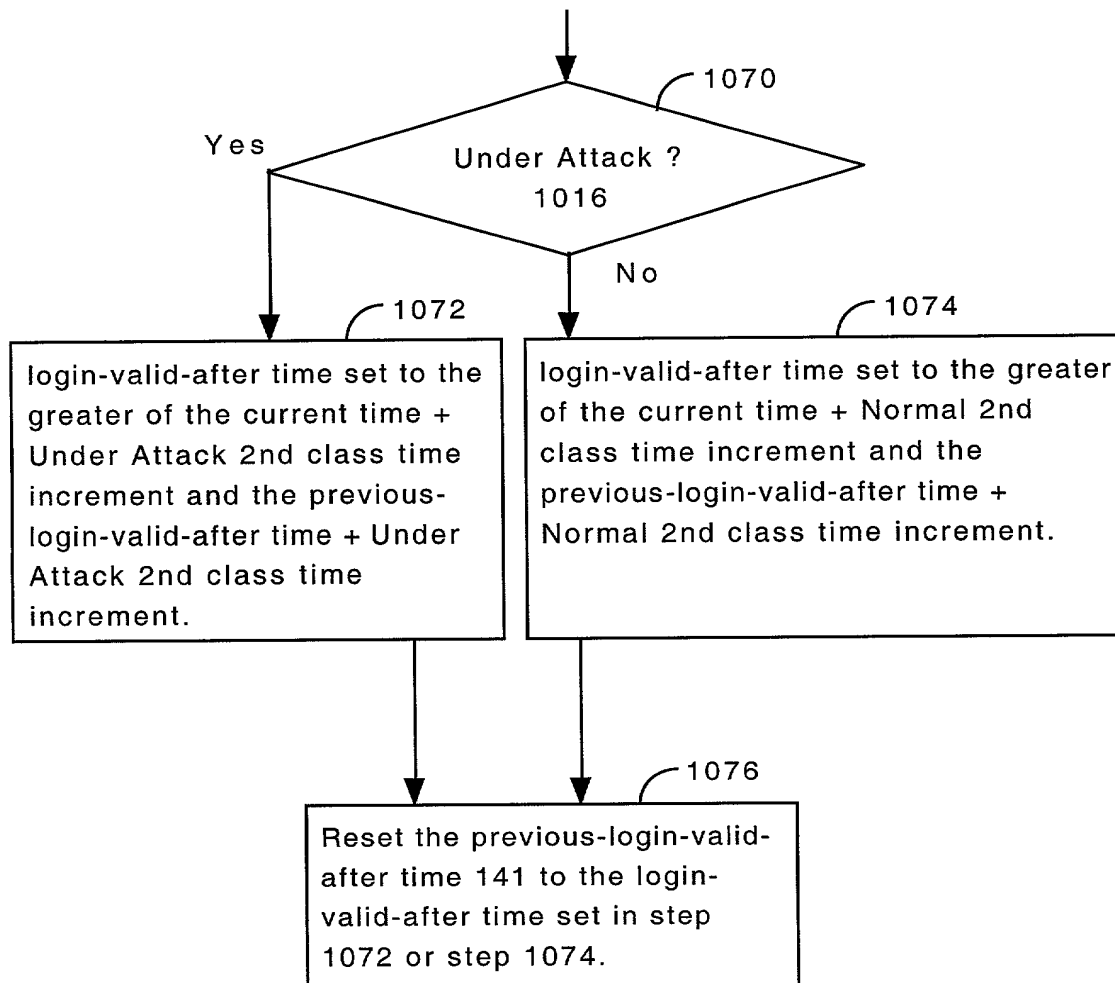 1070
Yes
Under Attack ?
1016
No
1072
login-valid-after time set to the
greater of the current time +
Under Attack 2nd class time
increment and the previous-
login-valid-after time + Under
Attack 2nd class time
increment.
1074
login-valid-after time set to the greater
of the current time + Normal 2nd
class time increment and the
previous-login-valid-after time +
Normal 2nd class time increment.
1076
Reset the previous-login-valid-
after time 141 to the login-
valid-after time set in step
1072 or step 1074.